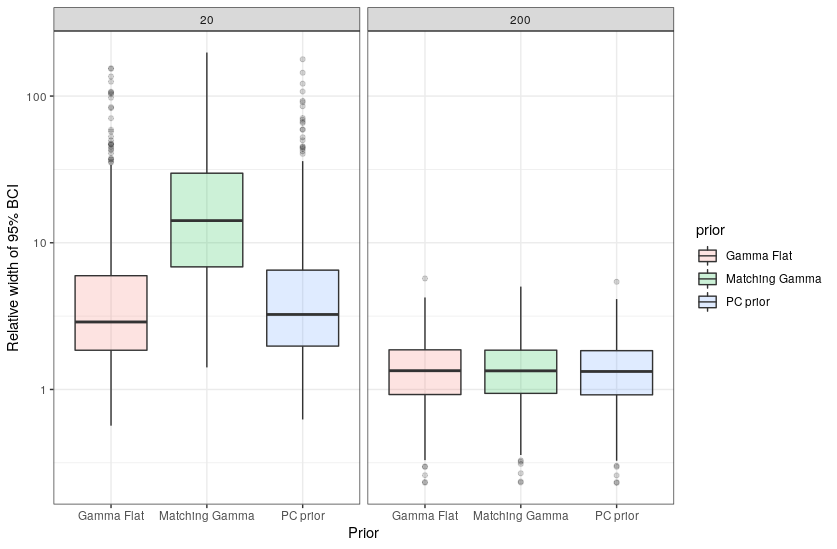 20
200
Relative width of 95% BCI
100
10
1
Gamma Flat
Matching Gamma
PC prior
Gamma Flat
Matching Gamma
PC prior
Prior
prior
Gamma Flat
Matching Gamma
PC prior